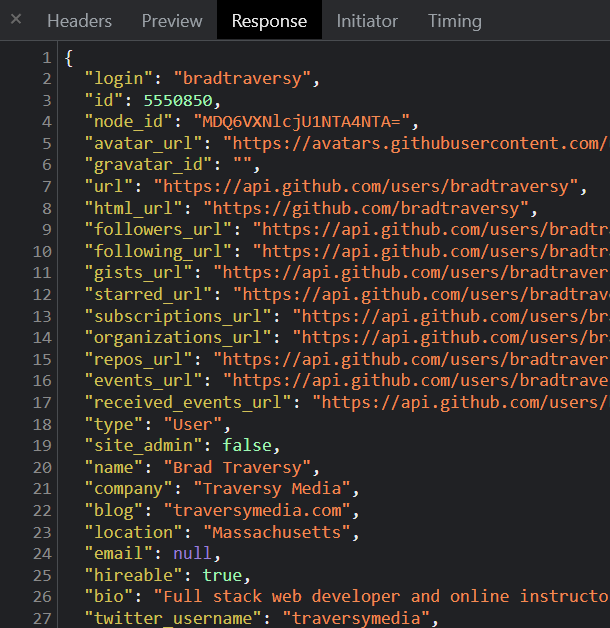 × Headers Preview Response Initiator Timing
1 {
2 "login": "bradtraversy",
3 "id": 5550850,
4 "node_id": "MDQ6VXNlcjU1NTA4NTA=",
5 "avatar_url": "https://avatars.githubusercontent.com/
6 "gravatar_id": "",
7 "url": "https://api.github.com/users/bradtraversy",
8 "html_url": "https://github.com/bradtraversy",
9 "followers_url": "https://api.github.com/users/bradtra
10 "following_url": "https://api.github.com/users/bradtra
11 "gists_url": "https://api.github.com/users/bradtraver
12 "starred_url": "https://api.github.com/users/bradtraver
13 "subscriptions_url": "https://api.github.com/users/bra
14 "organizations_url": "https://api.github.com/users/bra
15 "repos_url": "https://api.github.com/users/bradtraver
16 "events_url": "https://api.github.com/users/bradtraver
17 "received_events_url": "https://api.github.com/users/
18 "type": "User",
19 "site_admin": false,
20 "name": "Brad Traversy",
21 "company": "Traversy Media",
22 "blog": "traversymedia.com",
23 "location": "Massachusetts",
24 "email": null,
25 "hireable": true,
26 "bio": "Full stack web developer and online instructo
27 "twitter_username": "traversymedia",